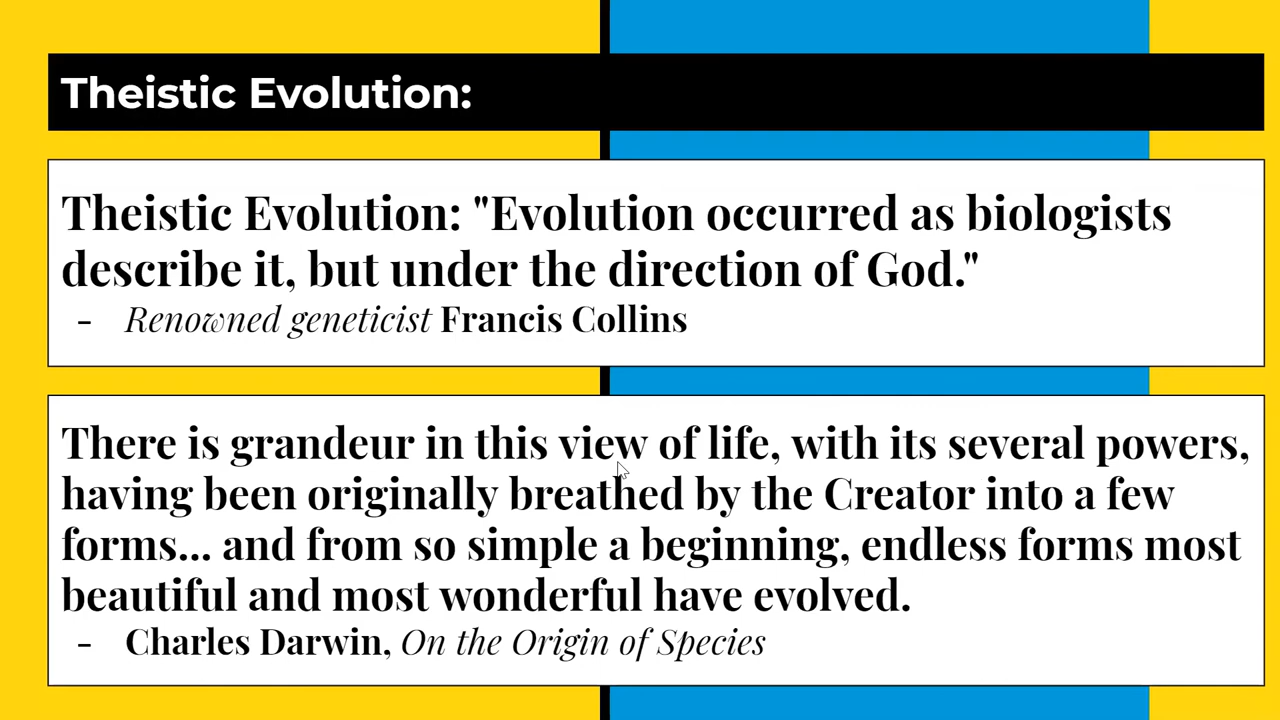 Theistic Evolution:
Theistic Evolution: "Evolution occurred as biologists
describe it, but under the direction of God."
- Renowned geneticist Francis Collins
There is grandeur in this view of life, with its several powers,
having been originally breathed by the Creator into a few
forms... and from so simple a beginning, endless forms most
beautiful and most wonderful have evolved.
- Charles Darwin, On the Origin of Species